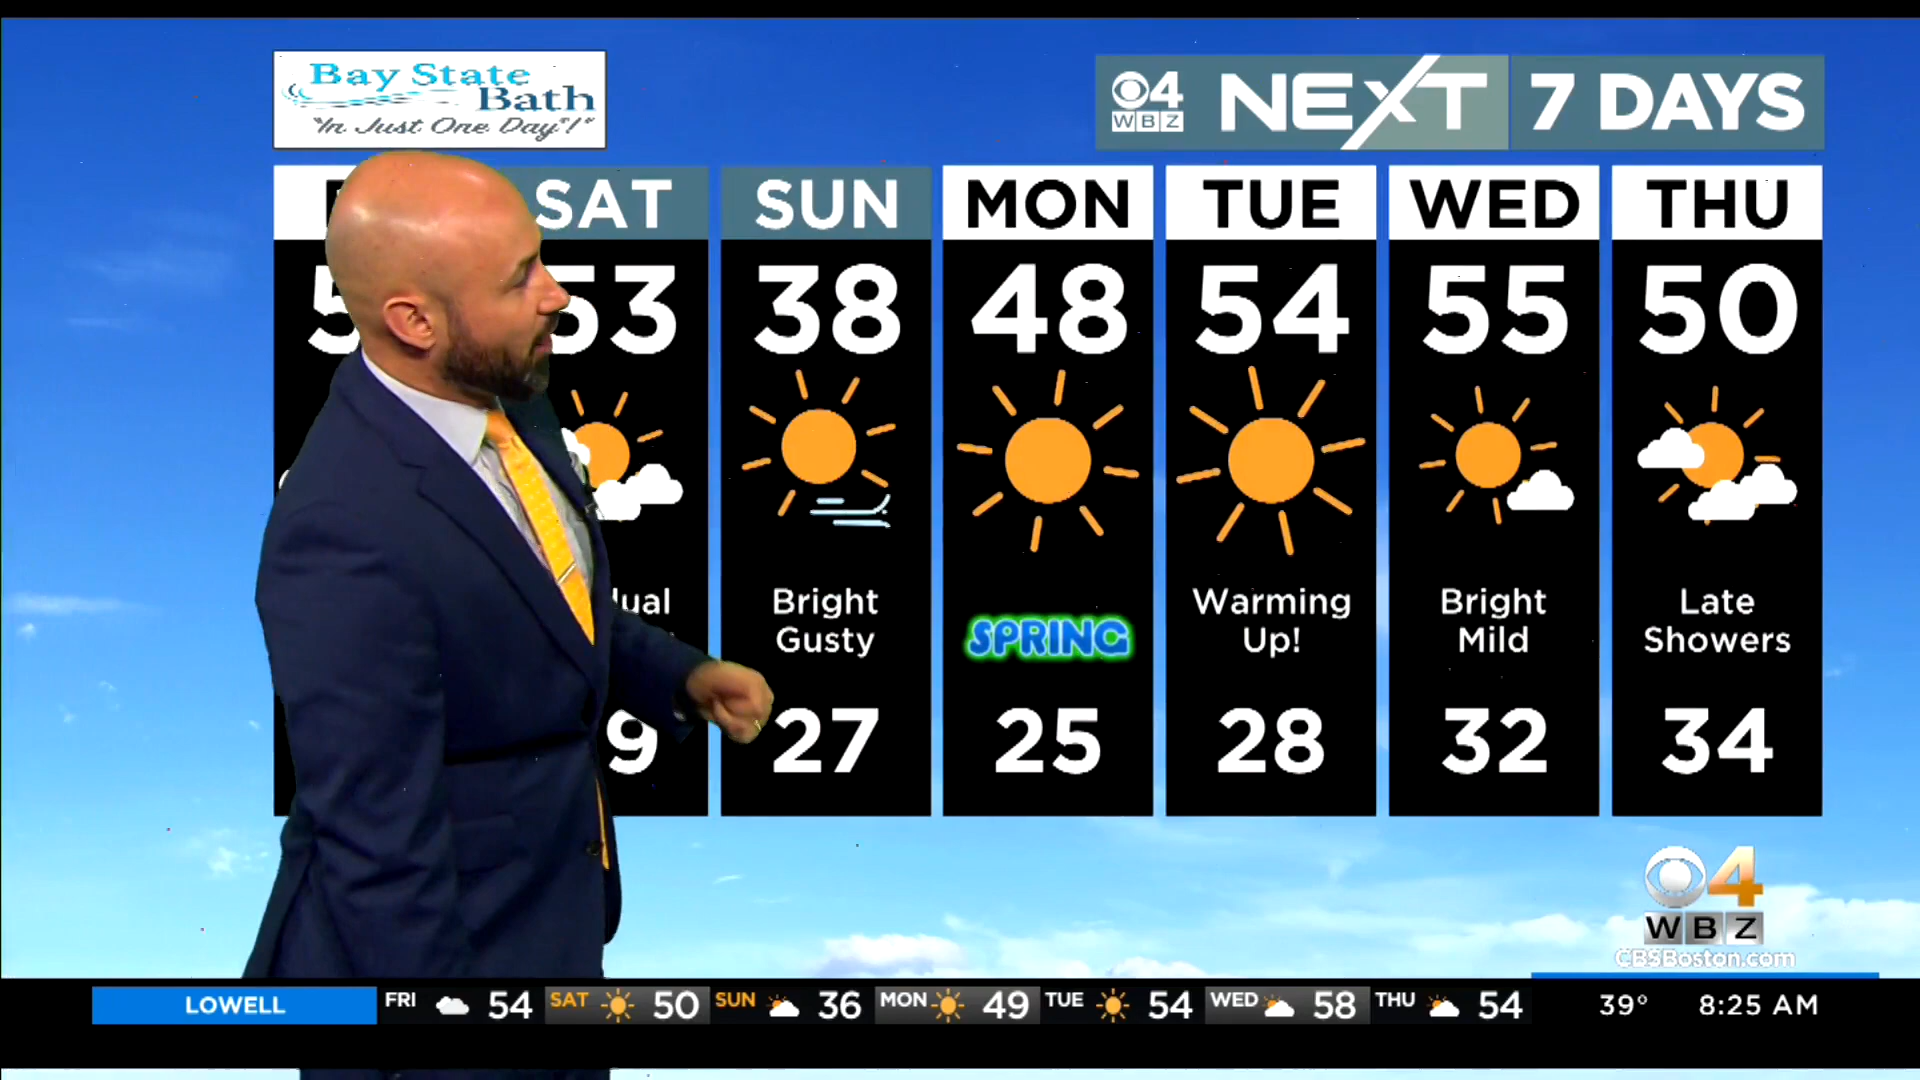 Bay State
Bath
"In Just One Day"!"
4 WBZ NEXT 7 DAYS
SAT SUN MON TUE WED THU
53 38 48 54 55 50
Bright
Gusty
SPRING
Warming
Up!
Bright
Mild
Late
Showers
27 25 28 32 34
4
WBZ
CBSBoston.com
LOWELL FRI 54 SAT 50 SUN 36 MON 49 TUE 54 WED 58 THU 54 39° 8:25 AM